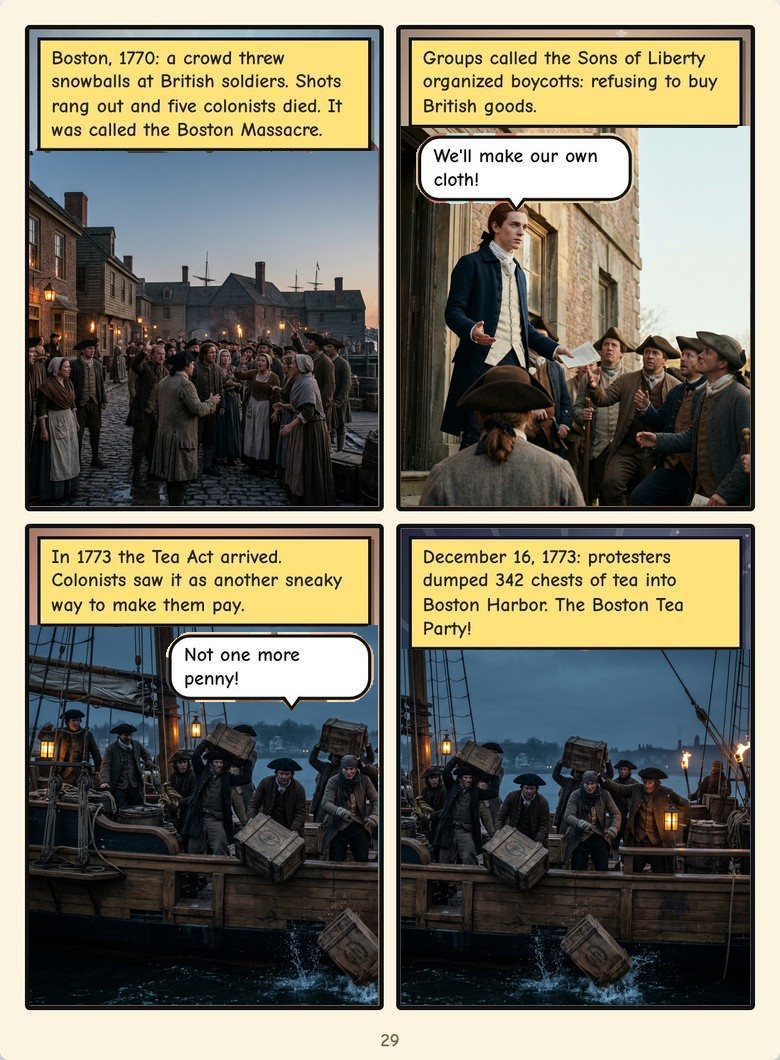 Boston, 1770: a crowd threw
snowballs at British soldiers. Shots
rang out and five colonists died. It
was called the Boston Massacre.
Groups called the Sons of Liberty
organized boycotts: refusing to buy
British goods.
We'll make our own
cloth!
In 1773 the Tea Act arrived.
Colonists saw it as another sneaky
way to make them pay.
Not one more
penny!
December 16, 1773: protesters
dumped 342 chests of tea into
Boston Harbor. The Boston Tea
Party!
29